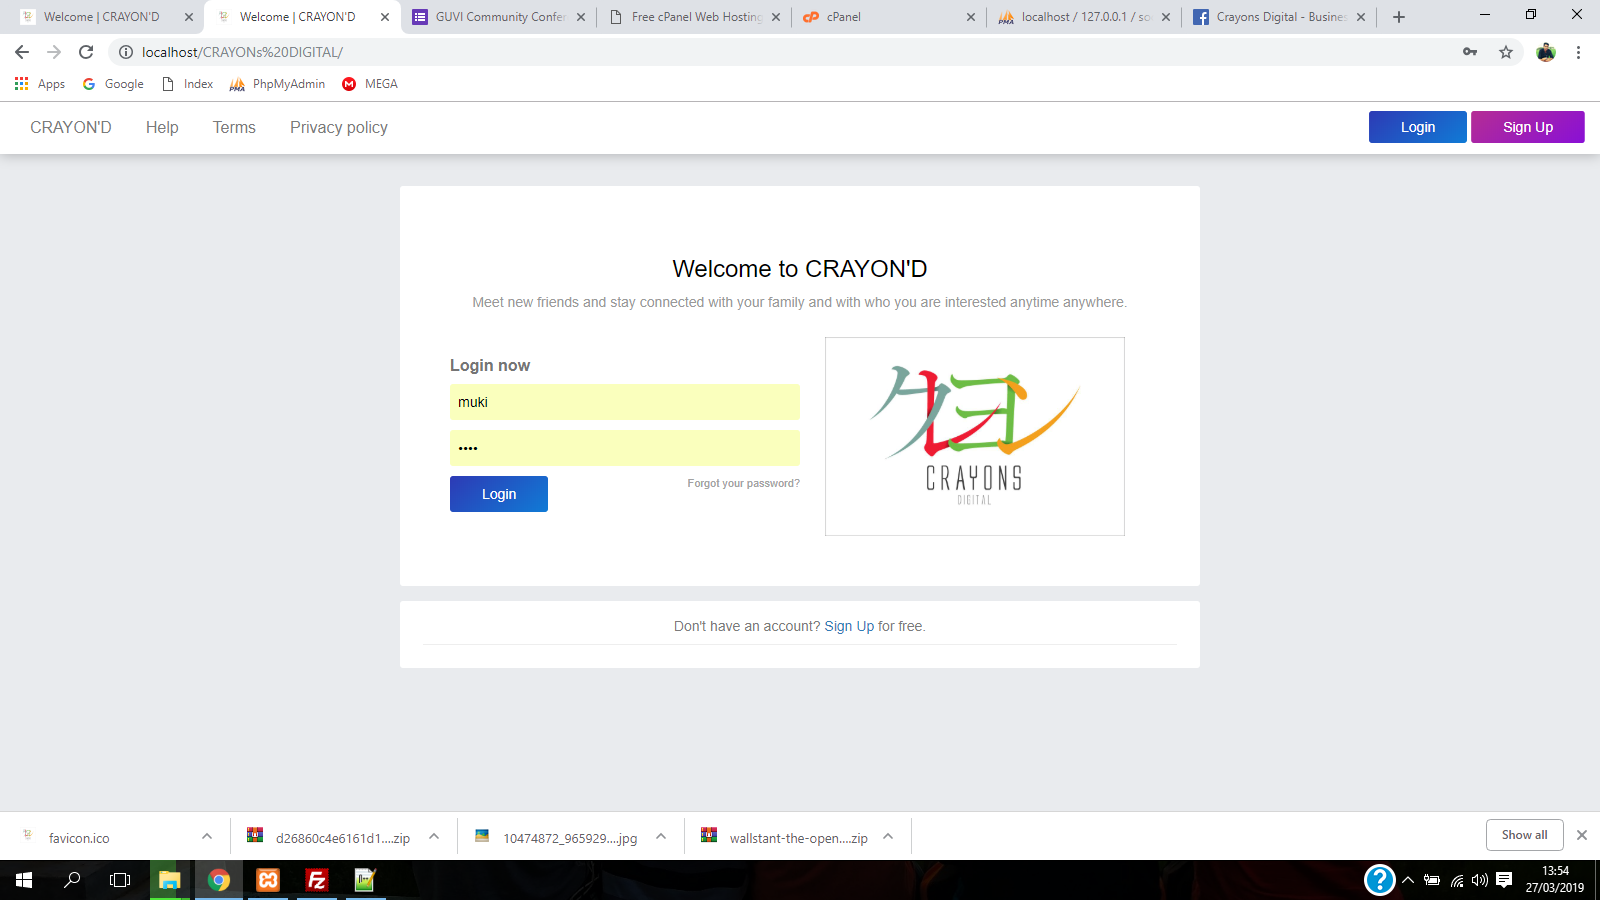 Welcome | CRAYON'D
Welcome | CRAYON'D
GUVI Community Confer
Free cPanel Web Hosting
cPanel
localhost / 127.0.0.1 / so
Crayons Digital - Busines
localhost/CRAYONs%20DIGITAL/
Apps Google Index PhpMyAdmin MEGA
CRAYON'D Help Terms Privacy policy Login Sign Up
Welcome to CRAYON'D
Meet new friends and stay connected with your family and with who you are interested anytime anywhere.
Login now
muki
••••
Login
Forgot your password?
クレヨン
CRAYONS
DIGITAL
Don't have an account? Sign Up for free.
favicon.ico
d26860c4e6161d1....zip
10474872_965929....jpg
wallstant-the-open....zip
Show all
13:54
27/03/2019